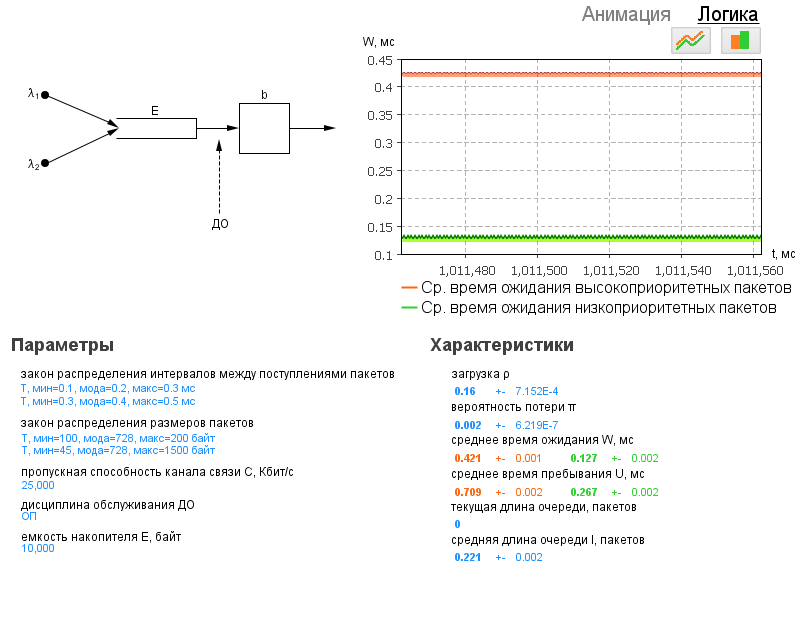 Анимация Логика
W, мс
0.45
0.4
0.35
0.3
0.25
0.2
0.15
0.1
t, мс
1,011,480 1,011,500 1,011,520 1,011,540 1,011,560
Ср. время ожидания высокоприоритетных пакетов
Ср. время ожидания низкоприоритетных пакетов
λ1
λ2
E
b
ДО
Параметры
закон распределения интервалов между поступлениями пакетов
T, мин=0.1, мода=0.2, макс=0.3 мс
T, мин=0.3, мода=0.4, макс=0.5 мс
закон распределения размеров пакетов
T, мин=100, мода=728, макс=200 байт
T, мин=45, мода=728, макс=1500 байт
пропускная способность канала связи C, Кбит/с
25,000
дисциплина обслуживания ДО
ОП
емкость накопителя E, байт
10,000
Характеристики
загрузка ρ
0.16 +- 7.152E-4
вероятность потери π
0.002 +- 6.219E-7
среднее время ожидания W, мс
0.421 +- 0.001 0.127 +- 0.002
среднее время пребывания U, мс
0.709 +- 0.002 0.267 +- 0.002
текущая длина очереди, пакетов
0
средняя длина очереди l, пакетов
0.221 +- 0.002